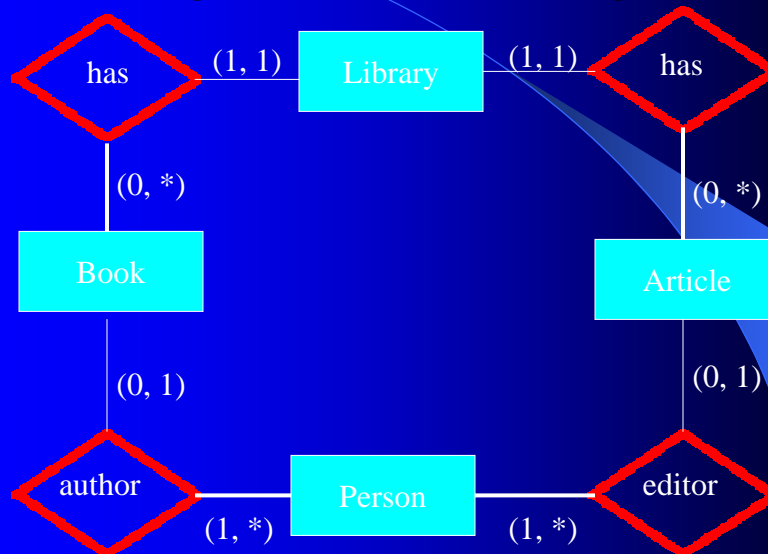 has
(1, 1)
Library
(1, 1)
has
(0, *)
(0, *)
Book
Article
(0, 1)
(0, 1)
author
Person
editor
(1, *)
(1, *)